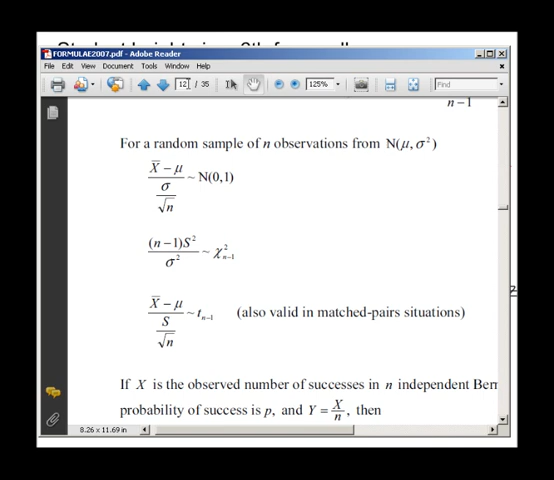 FORMULAE2007.pdf - Adobe Reader
File Edit View Document Tools Window Help
12 / 35 125% Find
n − 1
For a random sample of n observations from N(μ, σ²)
X̄ − μ / (σ / √n) ~ N(0,1)
(n − 1)S² / σ² ~ χ²ₙ₋₁
X̄ − μ / (S / √n) ~ tₙ₋₁ (also valid in matched-pairs situations)
If X is the observed number of successes in n independent Bern
probability of success is p, and Y = X/n, then
8.26 x 11.69 in